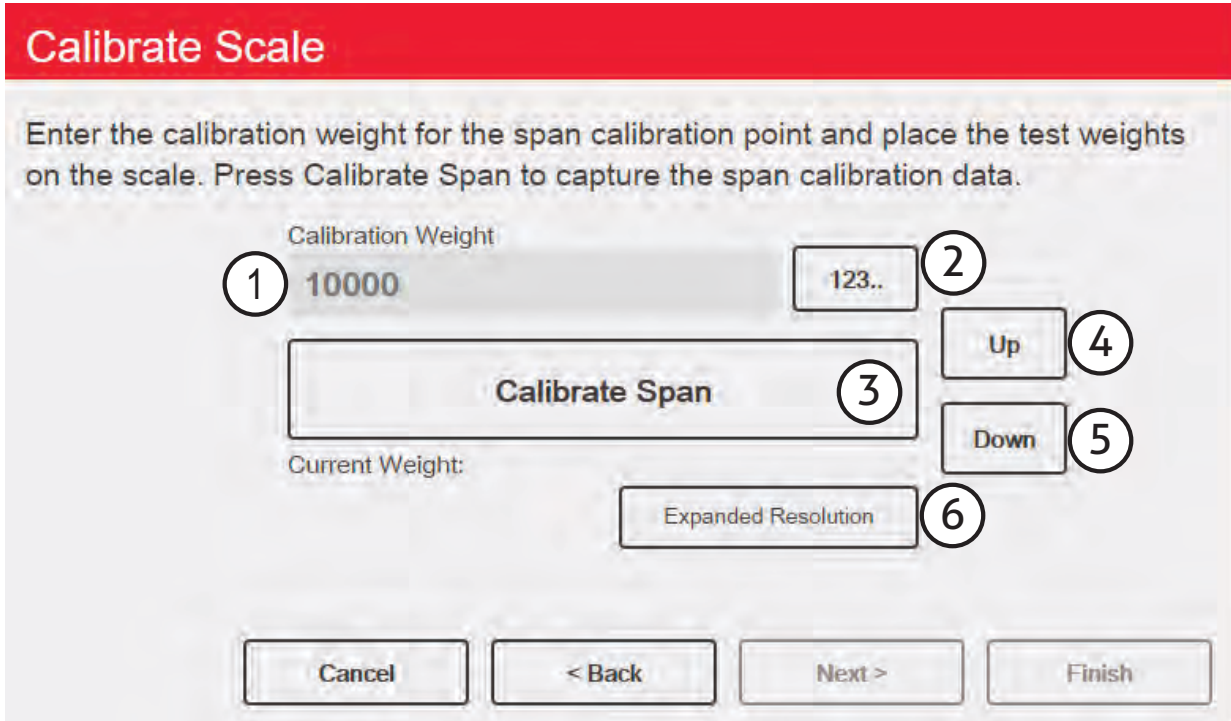 Calibrate Scale
Enter the calibration weight for the span calibration point and place the test weights
on the scale. Press Calibrate Span to capture the span calibration data.
Calibration Weight
1 10000 123.. 2
Up 4
Calibrate Span 3
Down 5
Current Weight:
Expanded Resolution 6
Cancel < Back Next > Finish